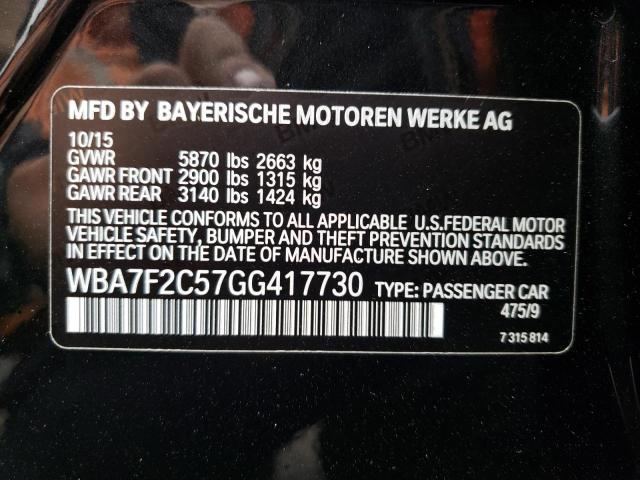 MFD BY BAYERISCHE MOTOREN WERKE AG
10/15
GVWR 5870 lbs 2663 kg
GAWR FRONT 2900 lbs 1315 kg
GAWR REAR 3140 lbs 1424 kg
THIS VEHICLE CONFORMS TO ALL APPLICABLE U.S.FEDERAL MOTOR
VEHICLE SAFETY, BUMPER AND THEFT PREVENTION STANDARDS
IN EFFECT ON THE DATE OF MANUFACTURE SHOWN ABOVE.
WBA7F2C57GG417730 TYPE: PASSENGER CAR
475/9
7 315 814